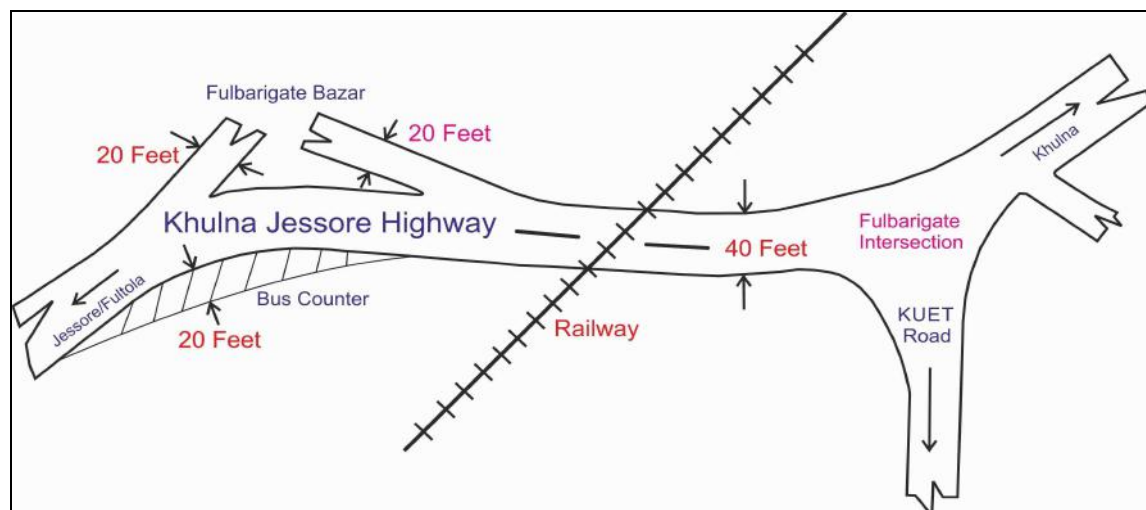 Fulbarigate Bazar
20 Feet
20 Feet
Khulna
Khulna Jessore Highway
Fulbarigate
Intersection
40 Feet
Jessore/Fultola
Bus Counter
20 Feet
Railway
KUET
Road